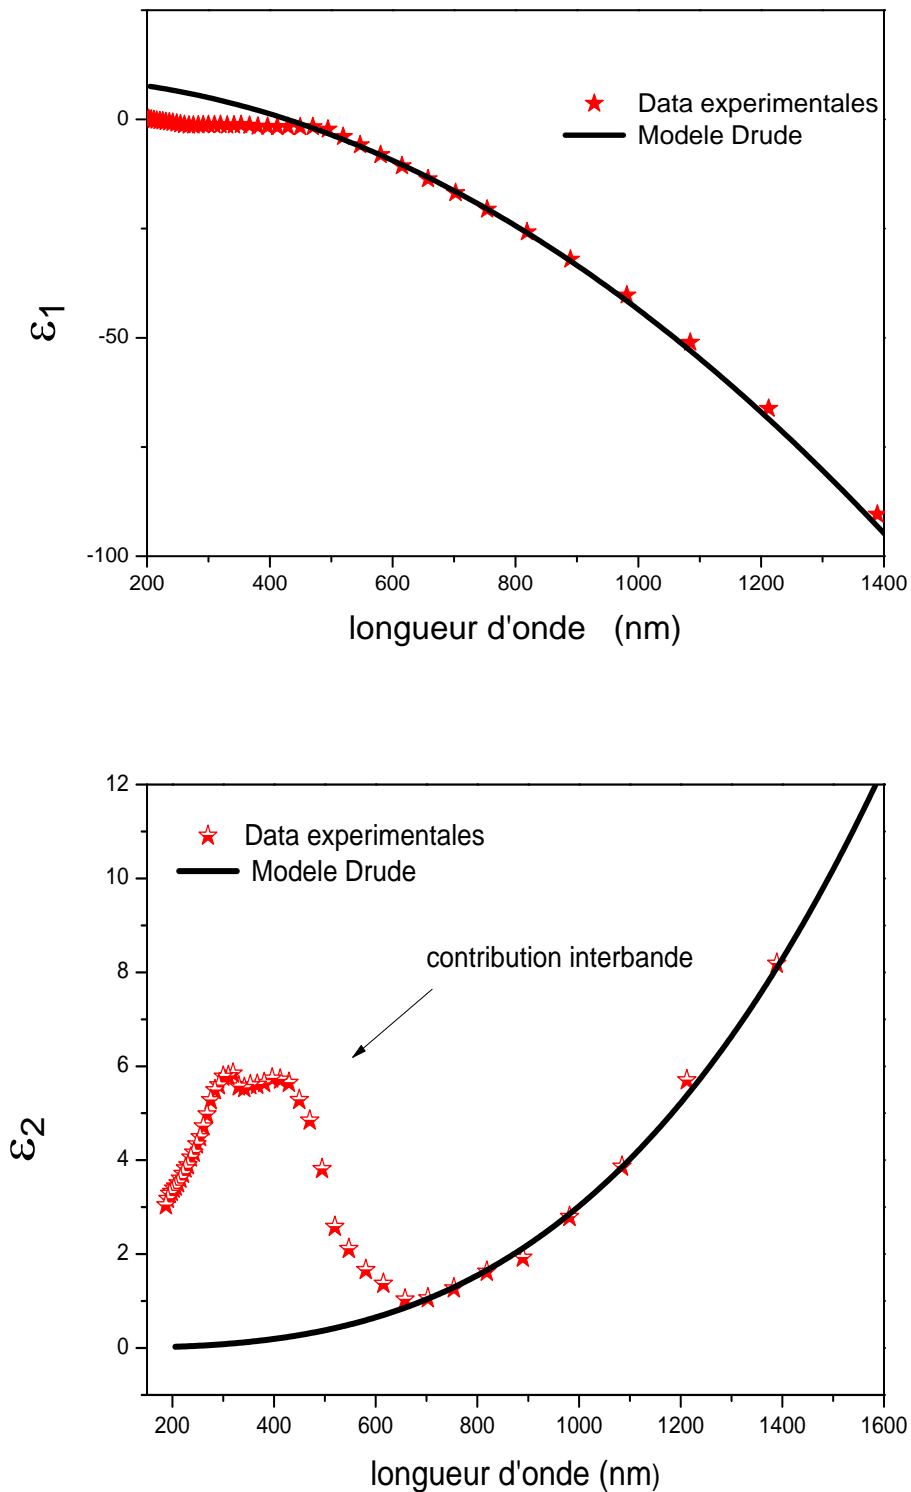 Data experimentales
Modele Drude
0
-50
-100
ε1
200 400 600 800 1000 1200 1400
longueur d'onde (nm)
12
10
8
6
4
2
0
Data experimentales
Modele Drude
contribution interbande
ε2
200 400 600 800 1000 1200 1400 1600
longueur d'onde (nm)